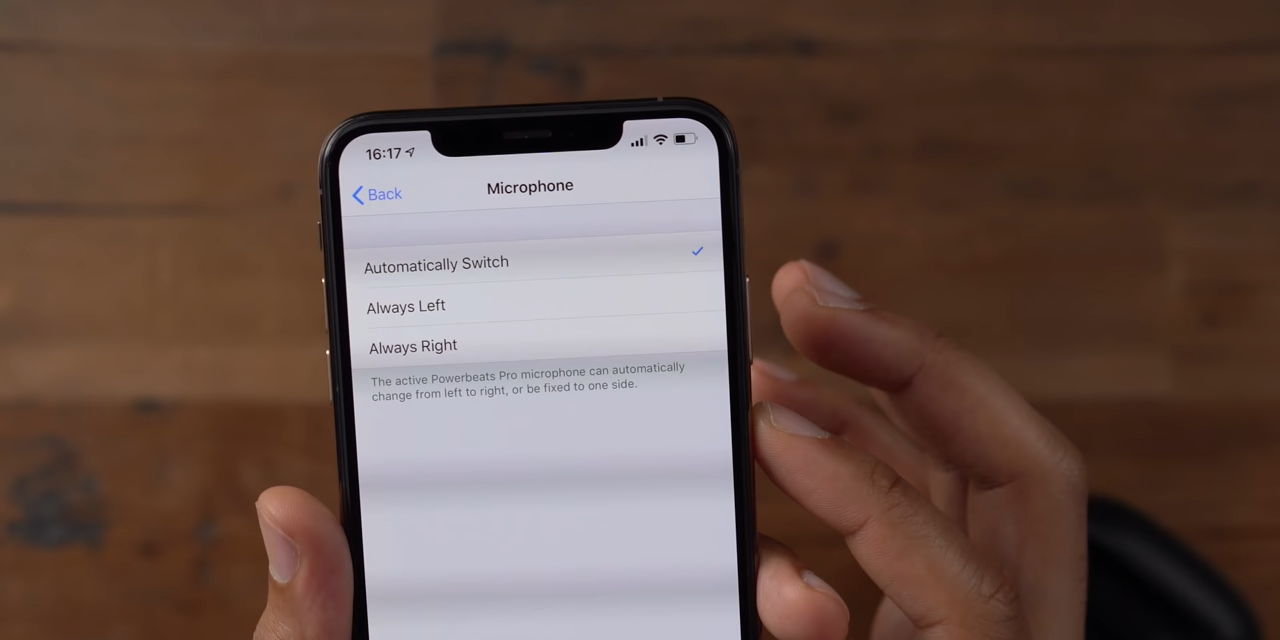 16:17
Back
Microphone
Automatically Switch
Always Left
Always Right
The active Powerbeats Pro microphone can automatically
change from left to right, or be fixed to one side.